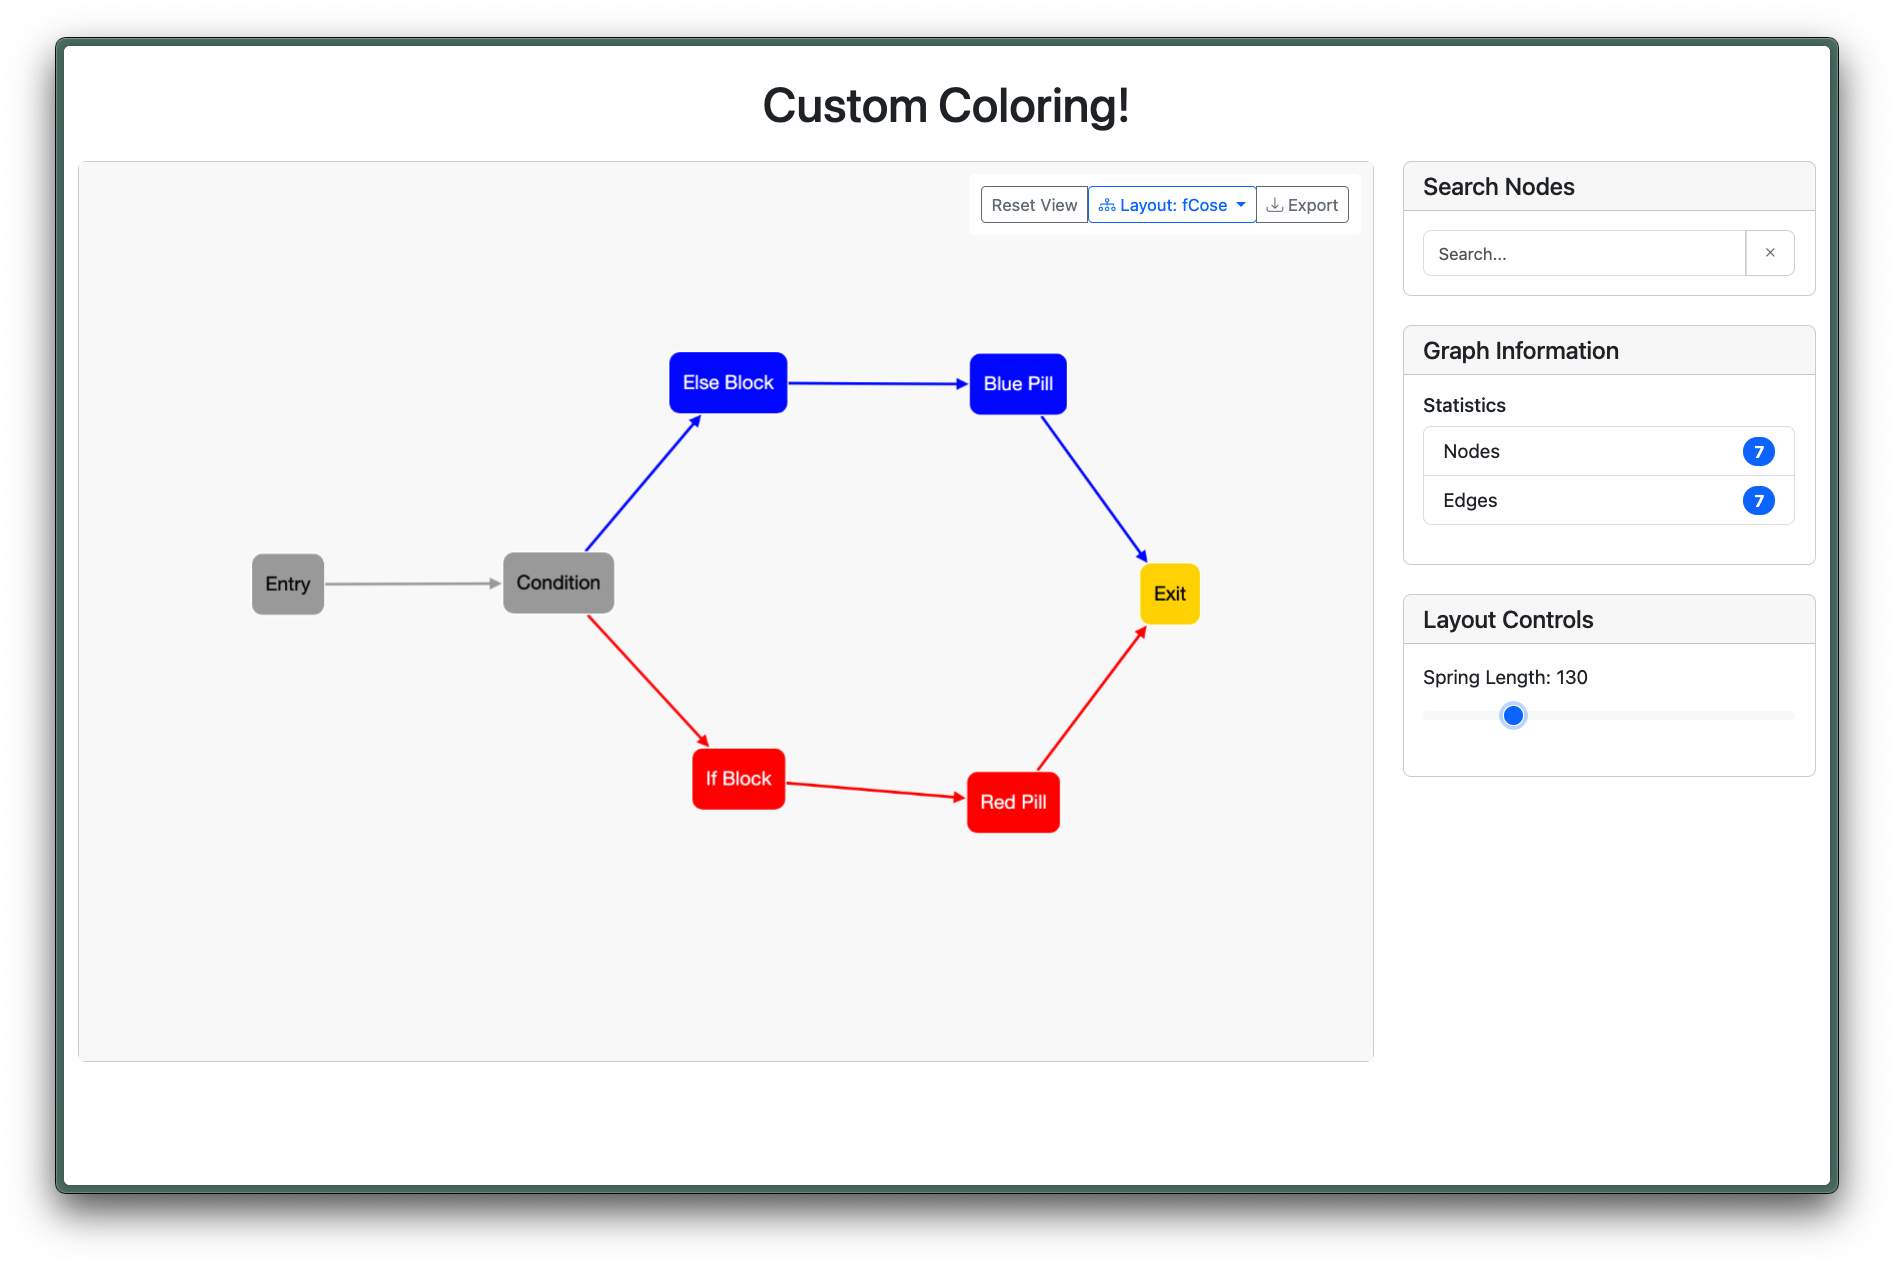 Custom Coloring!
Reset View
Layout: fCose
Export
Else Block
Blue Pill
Entry
Condition
Exit
If Block
Red Pill
Search Nodes
Search...
×
Graph Information
Statistics
Nodes 7
Edges 7
Layout Controls
Spring Length: 130